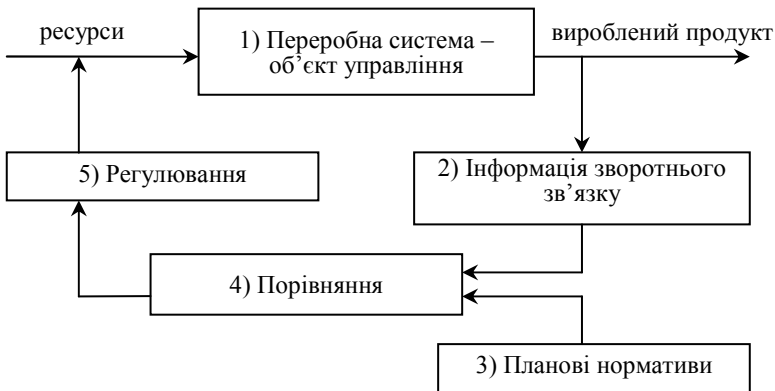 ресурси
1) Переробна система –
об’єкт управління
вироблений продукт
5) Регулювання
2) Інформація зворотнього
зв’язку
4) Порівняння
3) Планові нормативи